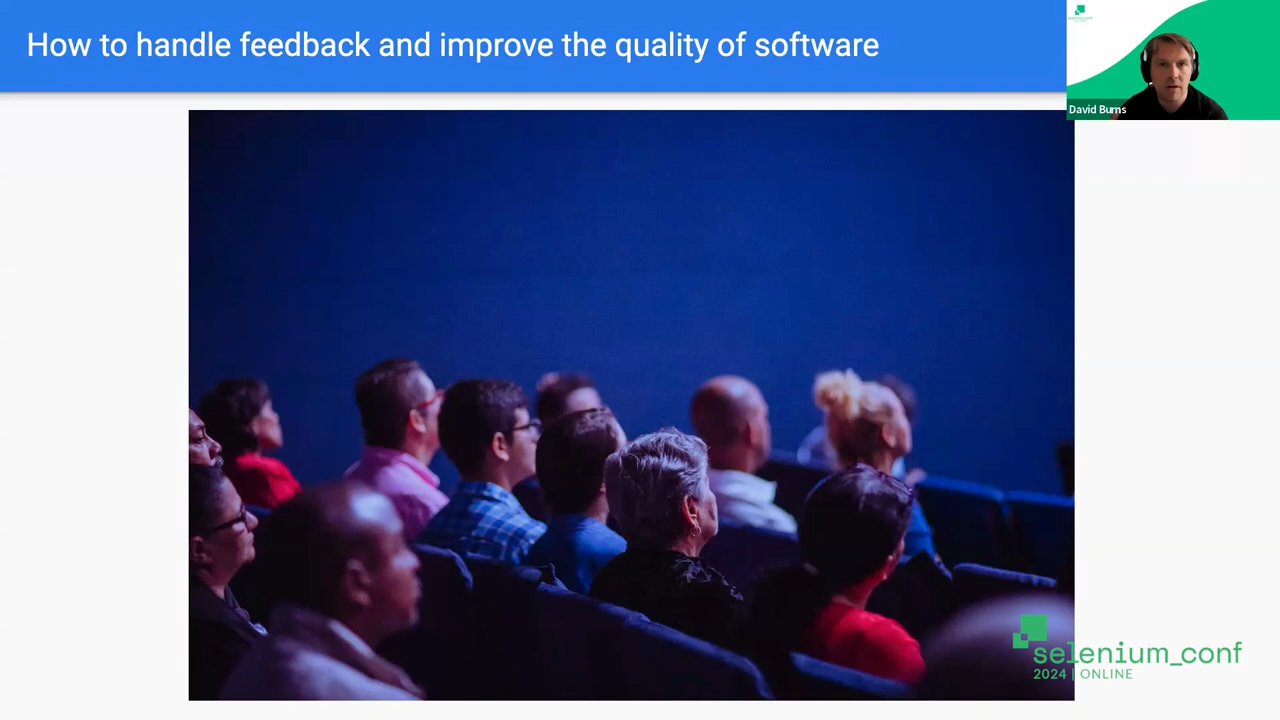 How to handle feedback and improve the quality of software
David Burns
selenium_conf
2024 | ONLINE